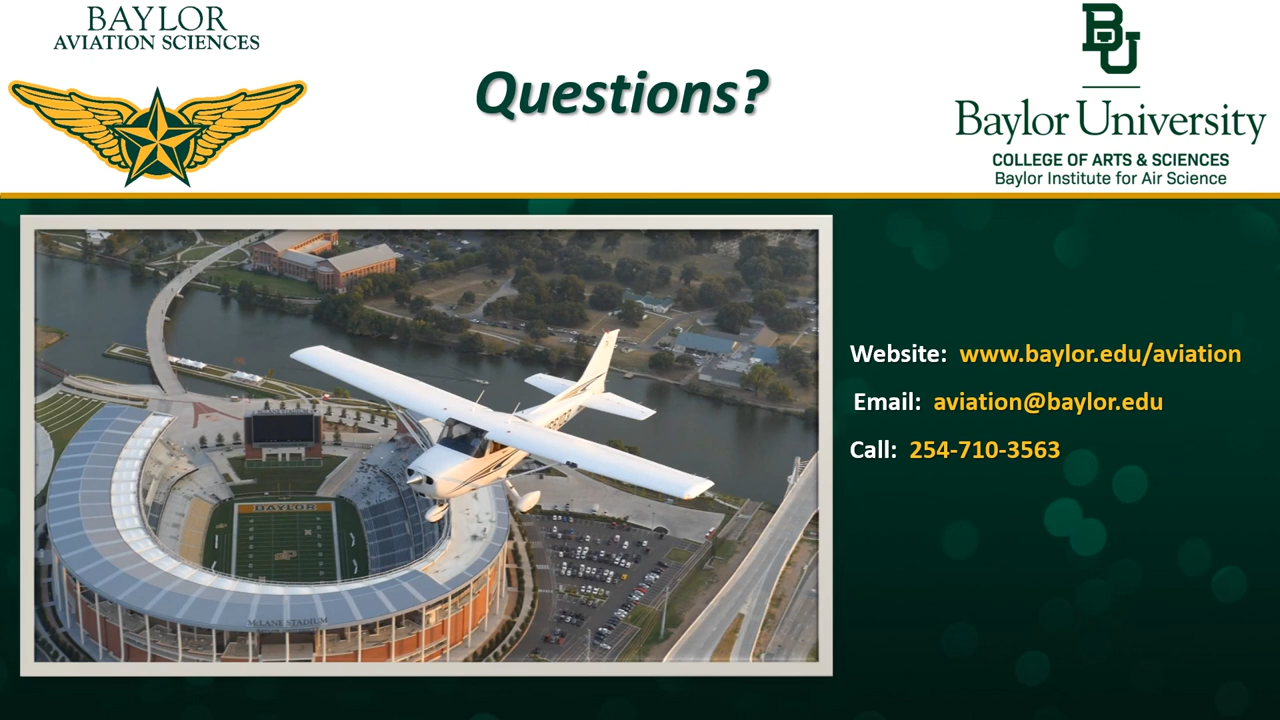 BAYLOR
AVIATION SCIENCES
Questions?
BU
Baylor University
COLLEGE OF ARTS & SCIENCES
Baylor Institute for Air Science
BAYLOR
McLANE STADIUM
Website: www.baylor.edu/aviation
Email: aviation@baylor.edu
Call: 254-710-3563